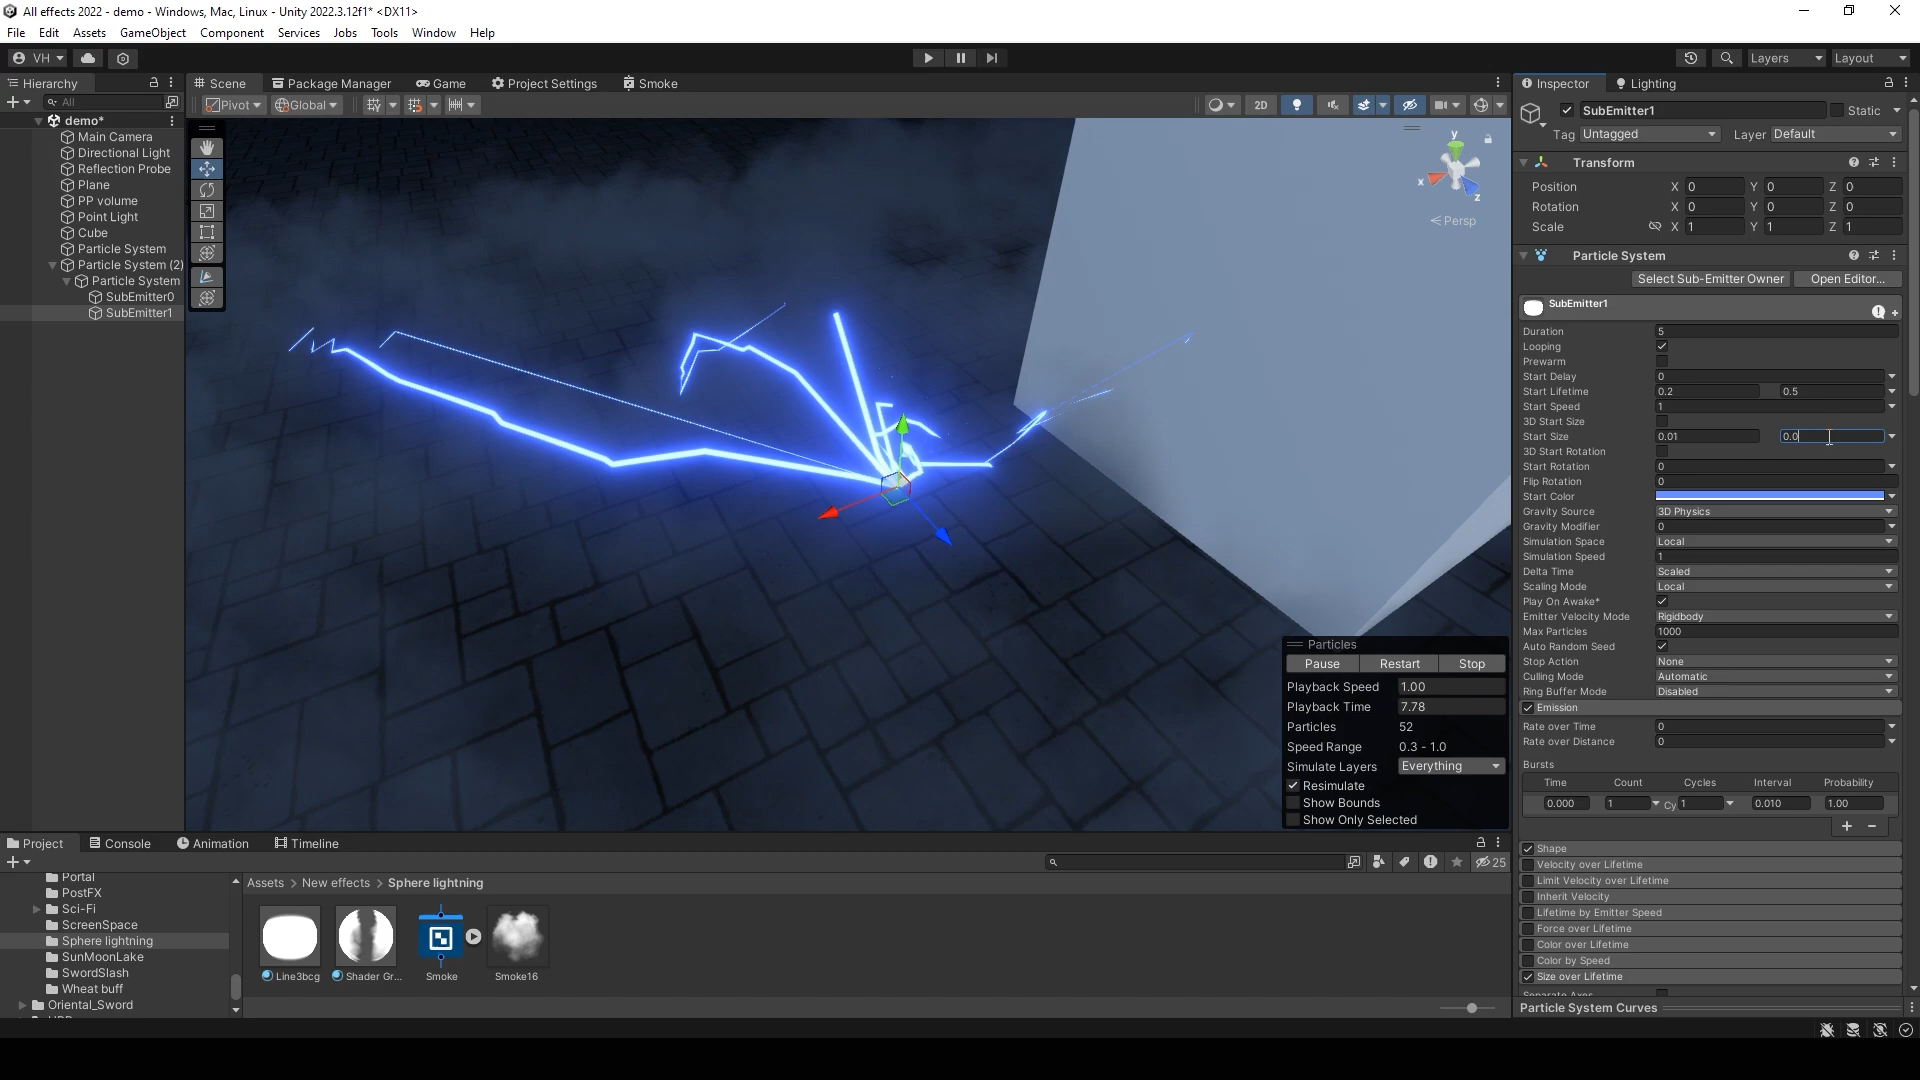 All effects 2022 - demo - Windows, Mac, Linux - Unity 2022.3.12f1* <DX11>
File Edit Assets GameObject Component Services Jobs Tools Window Help
VH Layers Layout
Hierarchy
All
demo*
Main Camera
Directional Light
Reflection Probe
Plane
PP volume
Point Light
Cube
Particle System
Particle System (2)
Particle System
SubEmitter0
SubEmitter1
Scene Package Manager Game Project Settings Smoke
Pivot Global 2D
y
x
z
Persp
Particles
Pause Restart Stop
Playback Speed 1.00
Playback Time 7.78
Particles 52
Speed Range 0.3 - 1.0
Simulate Layers Everything
Resimulate
Show Bounds
Show Only Selected
Inspector Lighting
SubEmitter1 Static
Tag Untagged Layer Default
Transform
Position X 0 Y 0 Z 0
Rotation X 0 Y 0 Z 0
Scale X 1 Y 1 Z 1
Particle System
Select Sub-Emitter Owner Open Editor...
SubEmitter1
Duration 5
Looping
Prewarm
Start Delay 0
Start Lifetime 0.2 0.5
Start Speed 1
3D Start Size
Start Size 0.01 0.0
3D Start Rotation
Start Rotation 0
Flip Rotation 0
Start Color
Gravity Source 3D Physics
Gravity Modifier 0
Simulation Space Local
Simulation Speed 1
Delta Time Scaled
Scaling Mode Local
Play On Awake*
Emitter Velocity Mode Rigidbody
Max Particles 1000
Auto Random Seed
Stop Action None
Culling Mode Automatic
Ring Buffer Mode Disabled
Emission
Rate over Time 0
Rate over Distance 0
Bursts
Time Count Cycles Interval Probability
0.000 1 Cy 1 0.010 1.00
Shape
Velocity over Lifetime
Limit Velocity over Lifetime
Inherit Velocity
Lifetime by Emitter Speed
Force over Lifetime
Color over Lifetime
Color by Speed
Size over Lifetime
Separate Axes
Particle System Curves
Project Console Animation Timeline
25
Portal
PostFX
Sci-Fi
ScreenSpace
Sphere lightning
SunMoonLake
SwordSlash
Wheat buff
Oriental_Sword
Assets > New effects > Sphere lightning
Line3bcg Shader Gr... Smoke Smoke16